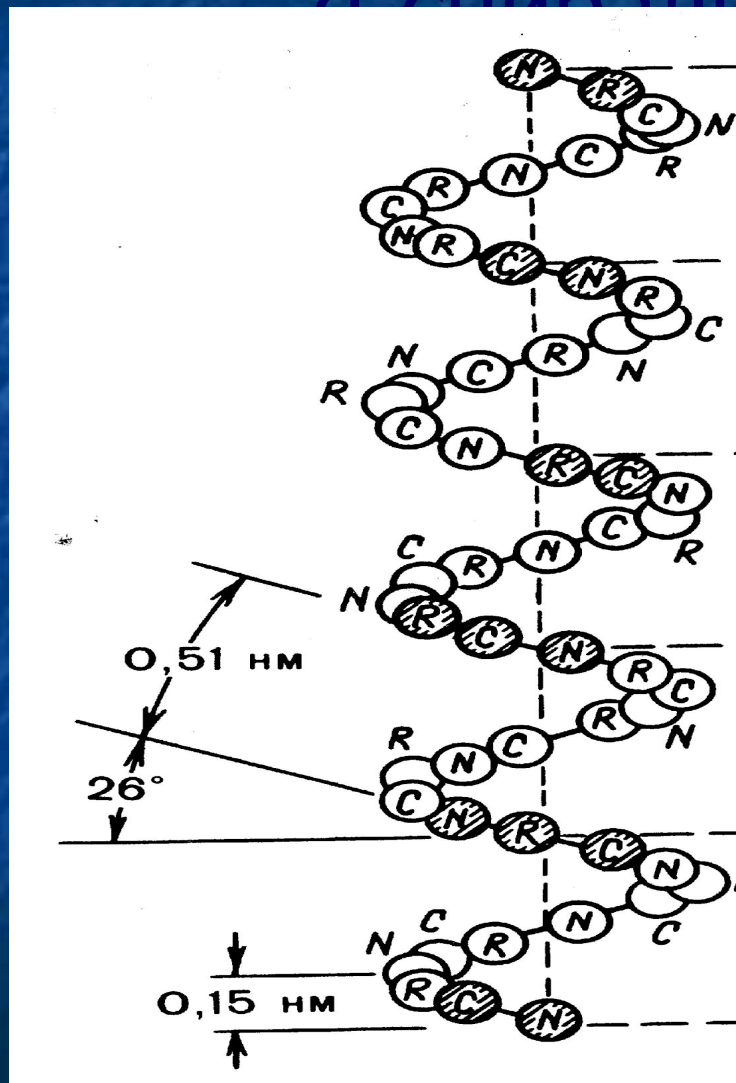 N R C N
R N C R
C N R C N R C
N C R N
R C N R C N
C R N C R
N R C N R C
0,51 нм
R N C R N
26°
C N R C N
N C R N C
R C N
0,15 нм